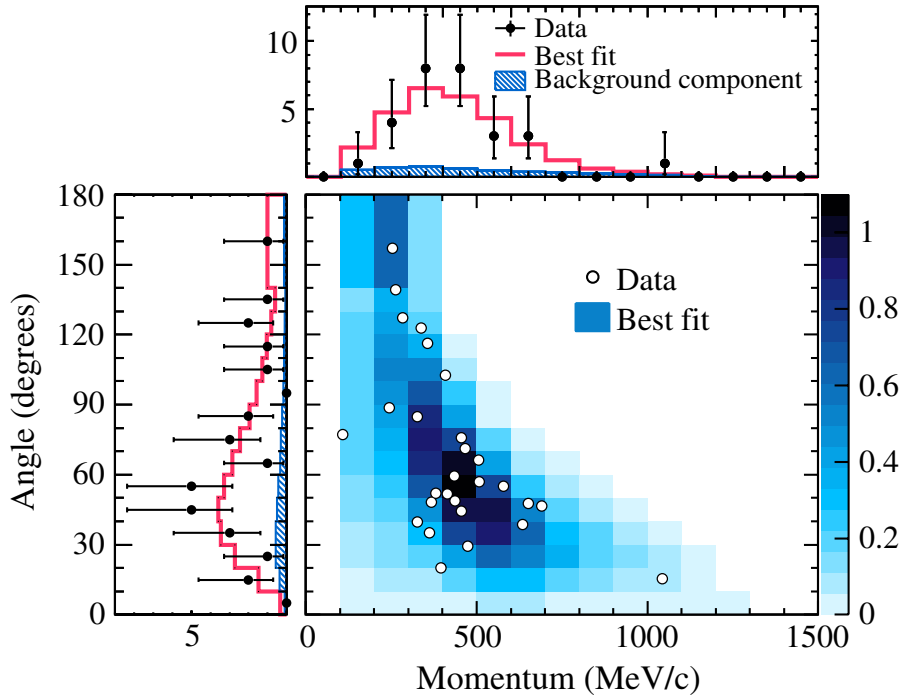 10
5
Data
Best fit
Background component
180
150
120
90
60
30
0
Angle (degrees)
5
Data
Best fit
1
0.8
0.6
0.4
0.2
0
0 500 1000 1500
Momentum (MeV/c)